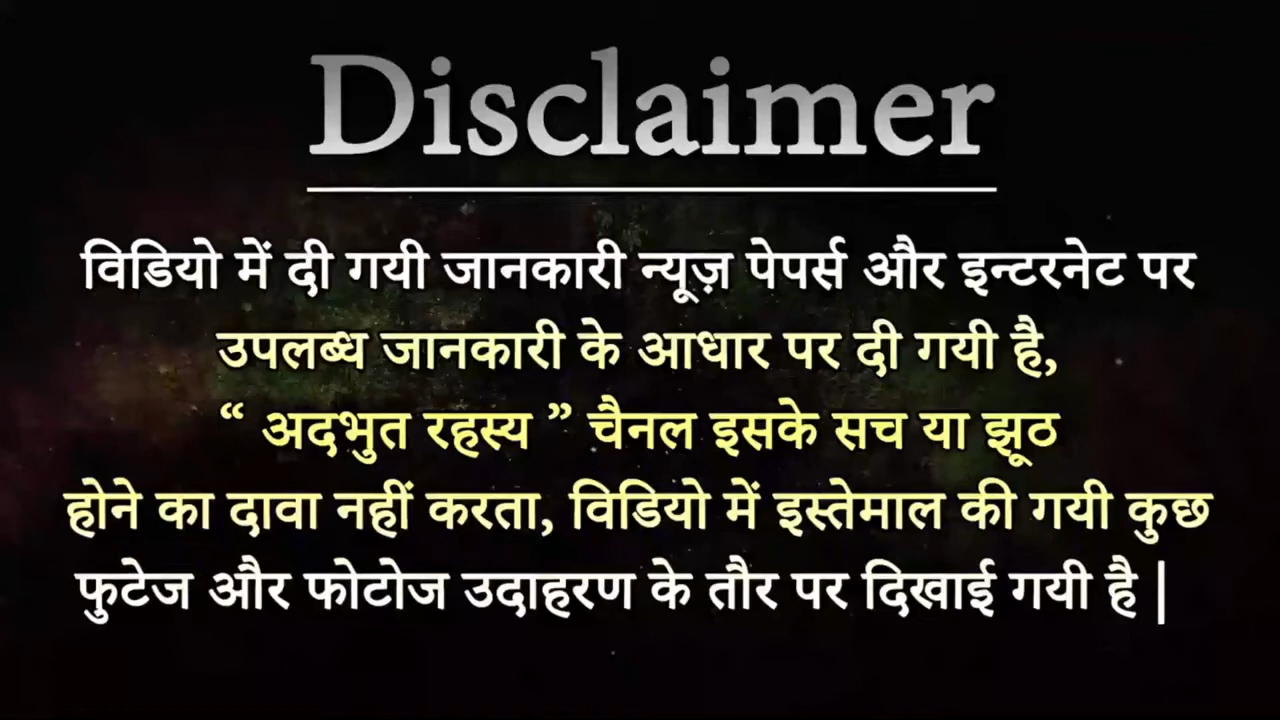 Disclaimer
विडियो में दी गयी जानकारी न्यूज़ पेपर्स और इन्टरनेट पर
उपलब्ध जानकारी के आधार पर दी गयी है,
“ अदभुत रहस्य ” चैनल इसके सच या झूठ
होने का दावा नहीं करता, विडियो में इस्तेमाल की गयी कुछ
फुटेज और फोटोज उदाहरण के तौर पर दिखाई गयी है |